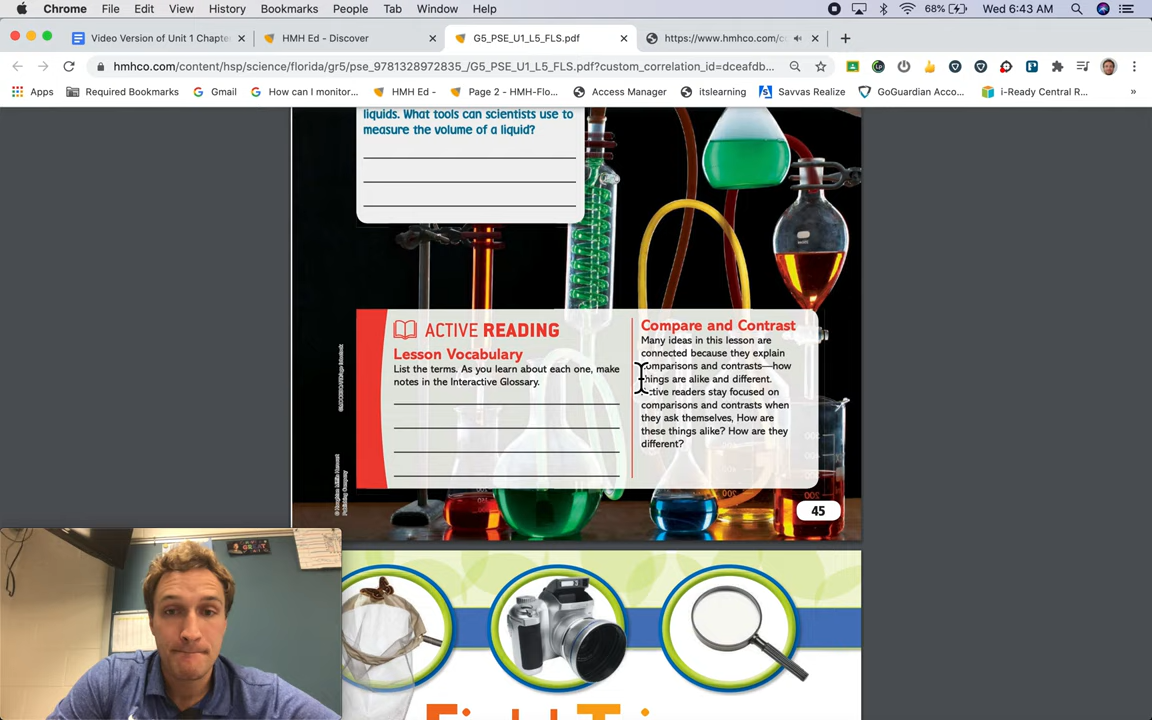 Chrome File Edit View History Bookmarks People Tab Window Help
68% Wed 6:43 AM
Video Version of Unit 1 Chapte
HMH Ed - Discover
G5_PSE_U1_L5_FLS.pdf
https://www.hmhco.com/c
hmhco.com/content/hsp/science/florida/gr5/pse_9781328972835_/G5_PSE_U1_L5_FLS.pdf?custom_correlation_id=dceafdb...
Apps Required Bookmarks Gmail How can I monitor... HMH Ed - Page 2 - HMH-Flo... Access Manager itslearning Savvas Realize GoGuardian Acco... i-Ready Central R... »
liquids. What tools can scientists use to
measure the volume of a liquid?
ACTIVE READING
Lesson Vocabulary
List the terms. As you learn about each one, make
notes in the Interactive Glossary.
Compare and Contrast
Many ideas in this lesson are
connected because they explain
comparisons and contrasts—how
things are alike and different.
Active readers stay focused on
comparisons and contrasts when
they ask themselves, How are
these things alike? How are they
different?
45